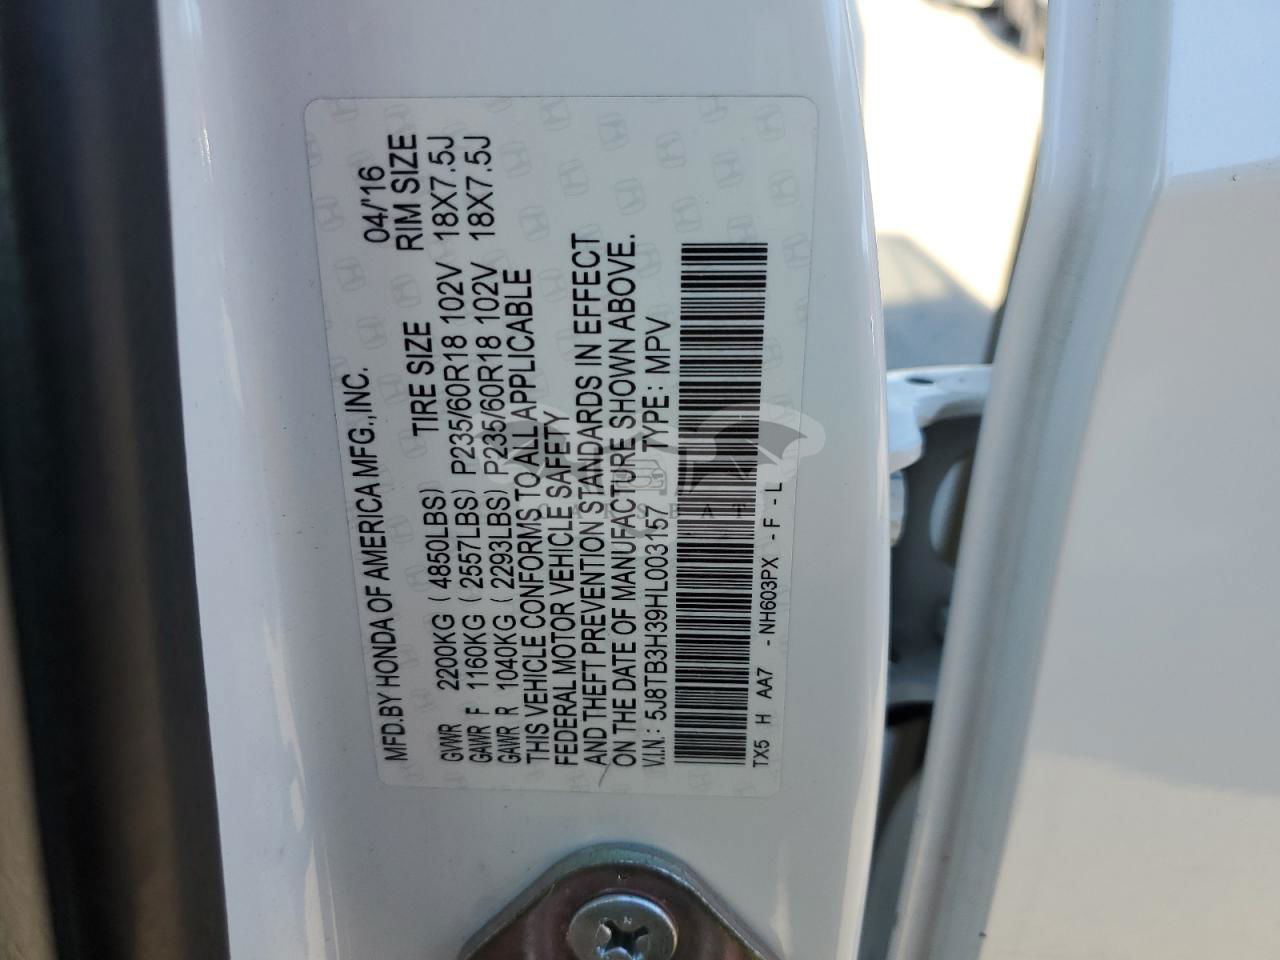 MFD.BY HONDA OF AMERICA MFG.,INC. 04/'16
TIRE SIZE RIM SIZE
GVWR 2200KG ( 4850LBS)
GAWR F 1160KG ( 2557LBS) P235/60R18 102V 18X7.5J
GAWR R 1040KG ( 2293LBS) P235/60R18 102V 18X7.5J
THIS VEHICLE CONFORMS TO ALL APPLICABLE
FEDERAL MOTOR VEHICLE SAFETY
AND THEFT PREVENTION STANDARDS IN EFFECT
ON THE DATE OF MANUFACTURE SHOWN ABOVE.
V.I.N: 5J8TB3H39HL003157 TYPE: MPV
TX5 H AA7 -NH603PX -F -L